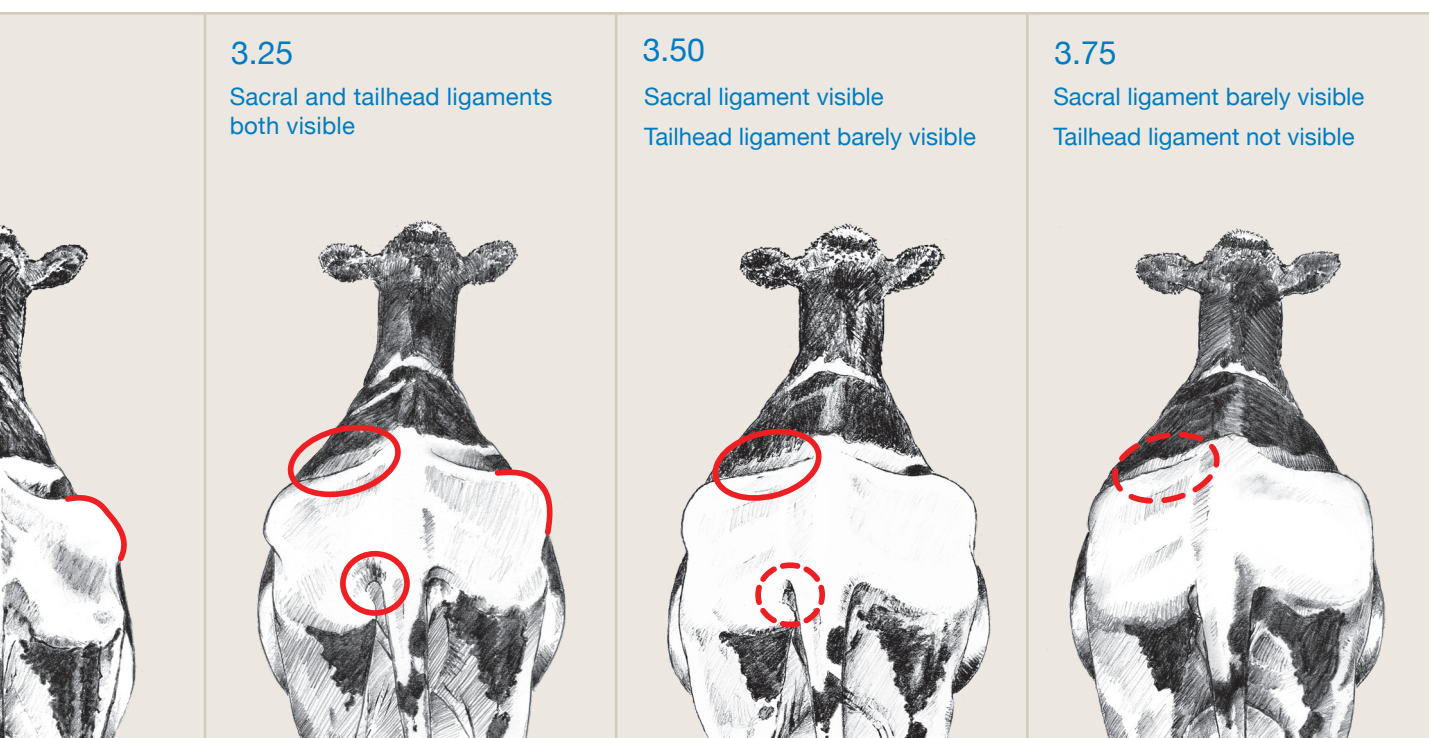 3.25
Sacral and tailhead ligaments
both visible
3.50
Sacral ligament visible
Tailhead ligament barely visible
3.75
Sacral ligament barely visible
Tailhead ligament not visible